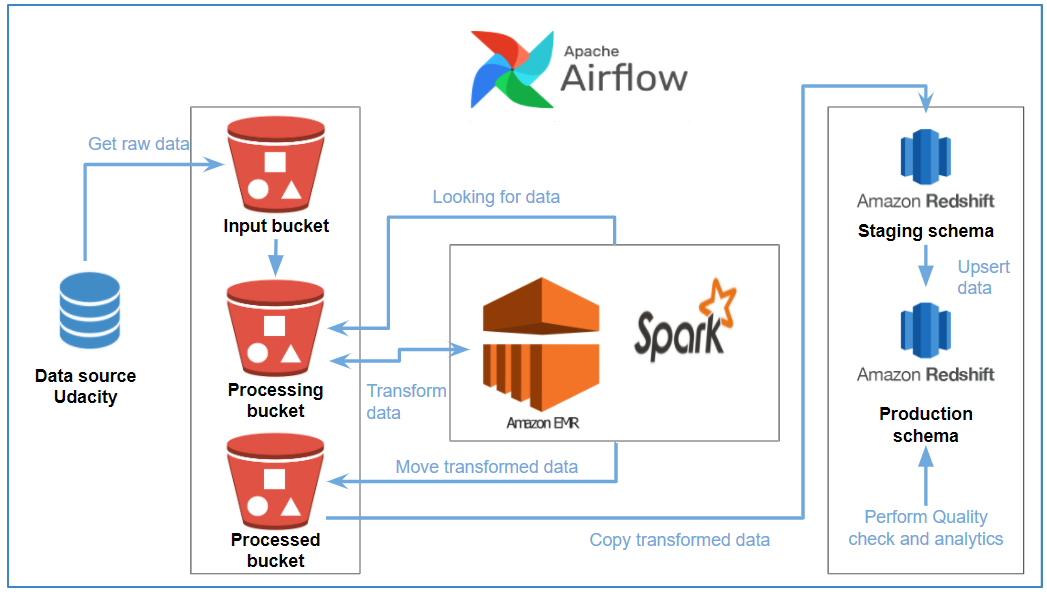 Apache
Airflow
Get raw data
Input bucket
Data source
Udacity
Processing
bucket
Processed
bucket
Looking for data
Transform
data
Move transformed data
Copy transformed data
Amazon EMR
Spark
Amazon Redshift
Staging schema
Upsert
data
Amazon Redshift
Production
schema
Perform Quality
check and analytics